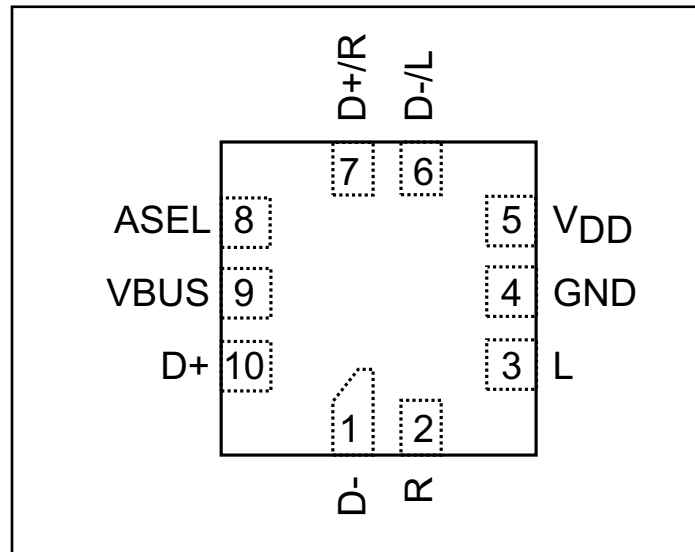 D+/R D-/L
7 6
ASEL 8 5 VDD
VBUS 9 4 GND
D+ 10 3 L
1 2
D- R